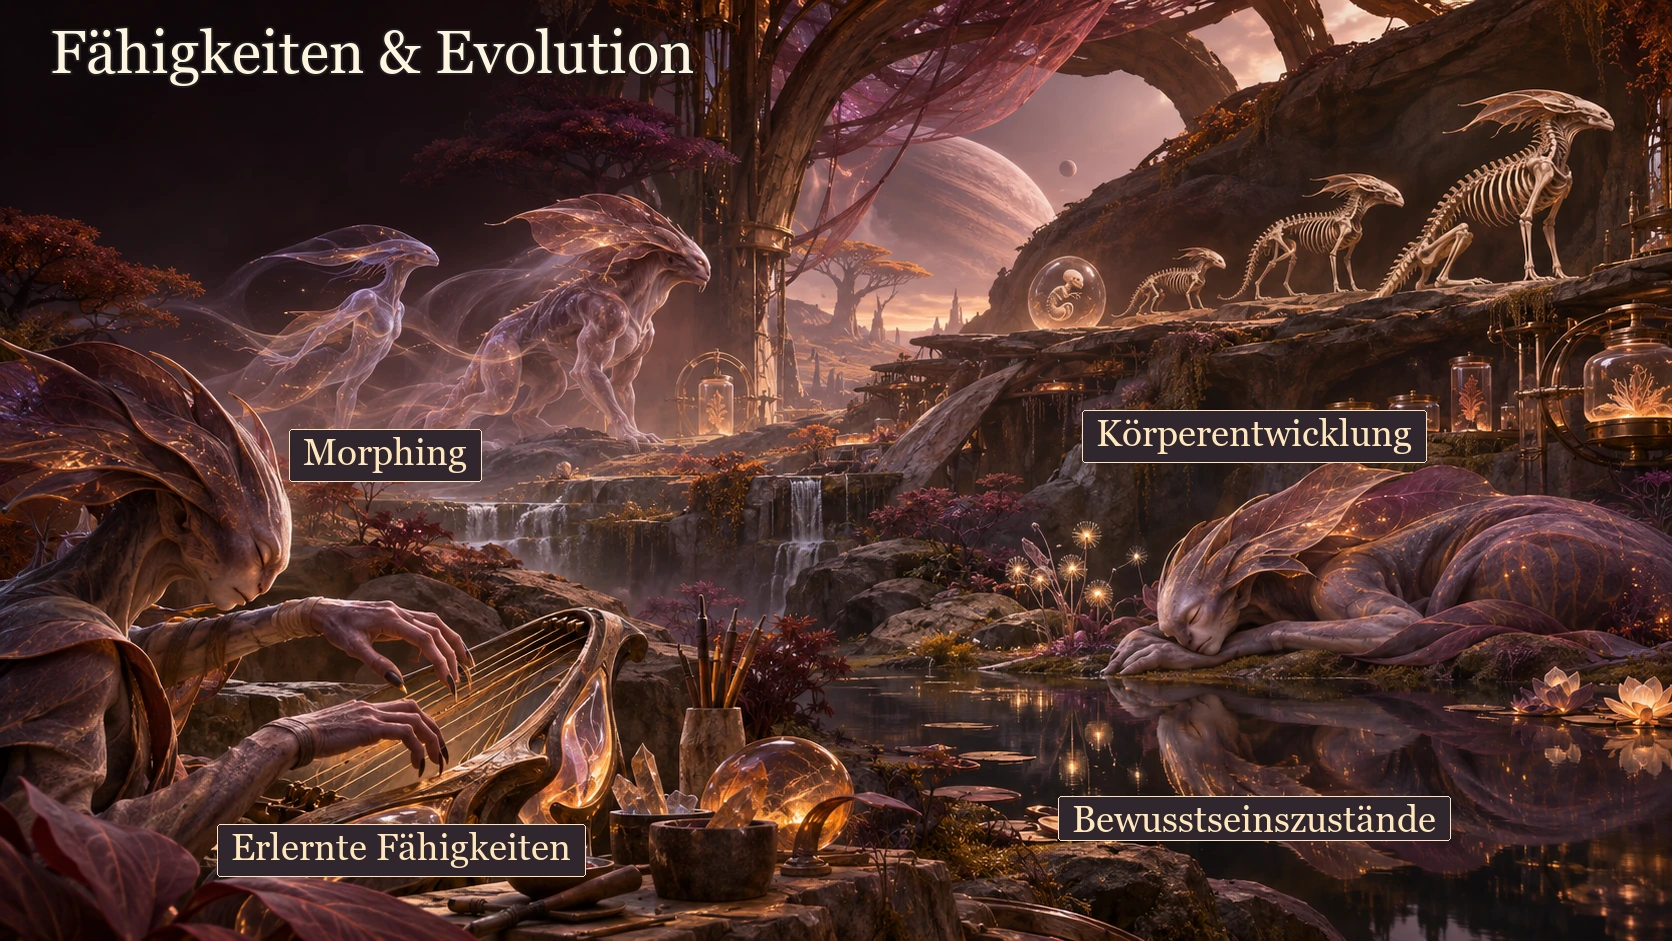 Fähigkeiten & Evolution
Morphing
Körperentwicklung
Erlernte Fähigkeiten
Bewusstseinszustände